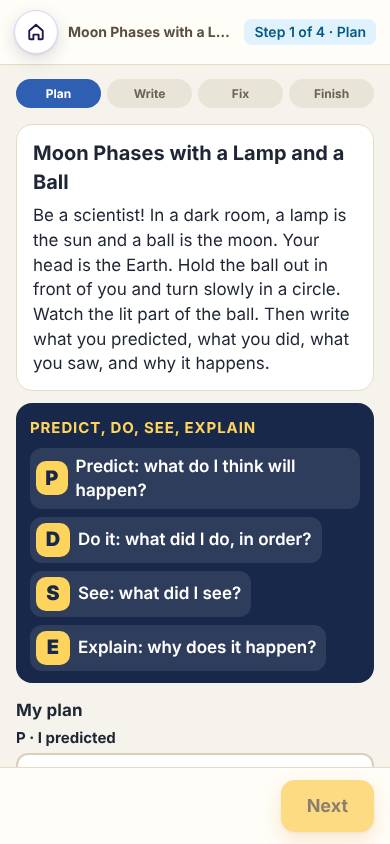 Moon Phases with a L...
Step 1 of 4 · Plan
Plan
Write
Fix
Finish
Moon Phases with a Lamp and a
Ball
Be a scientist! In a dark room, a lamp is
the sun and a ball is the moon. Your
head is the Earth. Hold the ball out in
front of you and turn slowly in a circle.
Watch the lit part of the ball. Then write
what you predicted, what you did, what
you saw, and why it happens.
PREDICT, DO, SEE, EXPLAIN
P
Predict: what do I think will
happen?
D
Do it: what did I do, in order?
S
See: what did I see?
E
Explain: why does it happen?
My plan
P · I predicted
Next